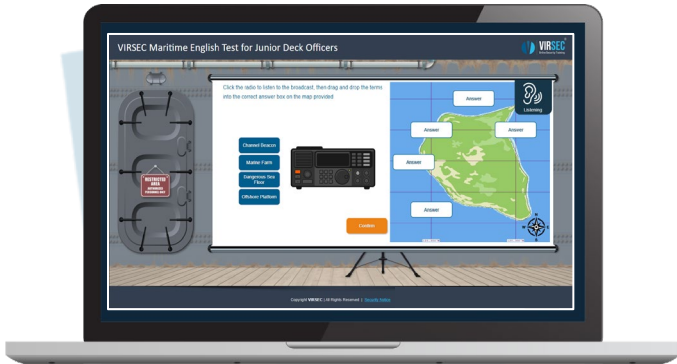 VIRSEC Maritime English Test for Junior Deck Officers
VIRSEC
Click the radio to listen to the broadcast, then drag and drop the terms
into the correct answer box on the map provided
Listening
Channel Beacon
Marine Farm
Dangerous Sea
Floor
Offshore Platform
RESTRICTED
AREA
AUTHORIZED
PERSONNEL ONLY
Answer
Answer
Answer
Answer
Answer
Confirm
Copyright VIRSEC | All Rights Reserved | Security Notice